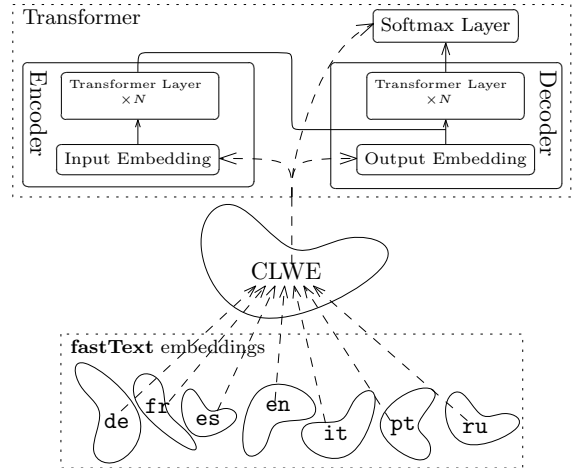 Transformer
Softmax Layer
Encoder
Transformer Layer
×N
Transformer Layer
×N
Decoder
Input Embedding
Output Embedding
CLWE
fastText embeddings
de
fr
es
en
it
pt
ru